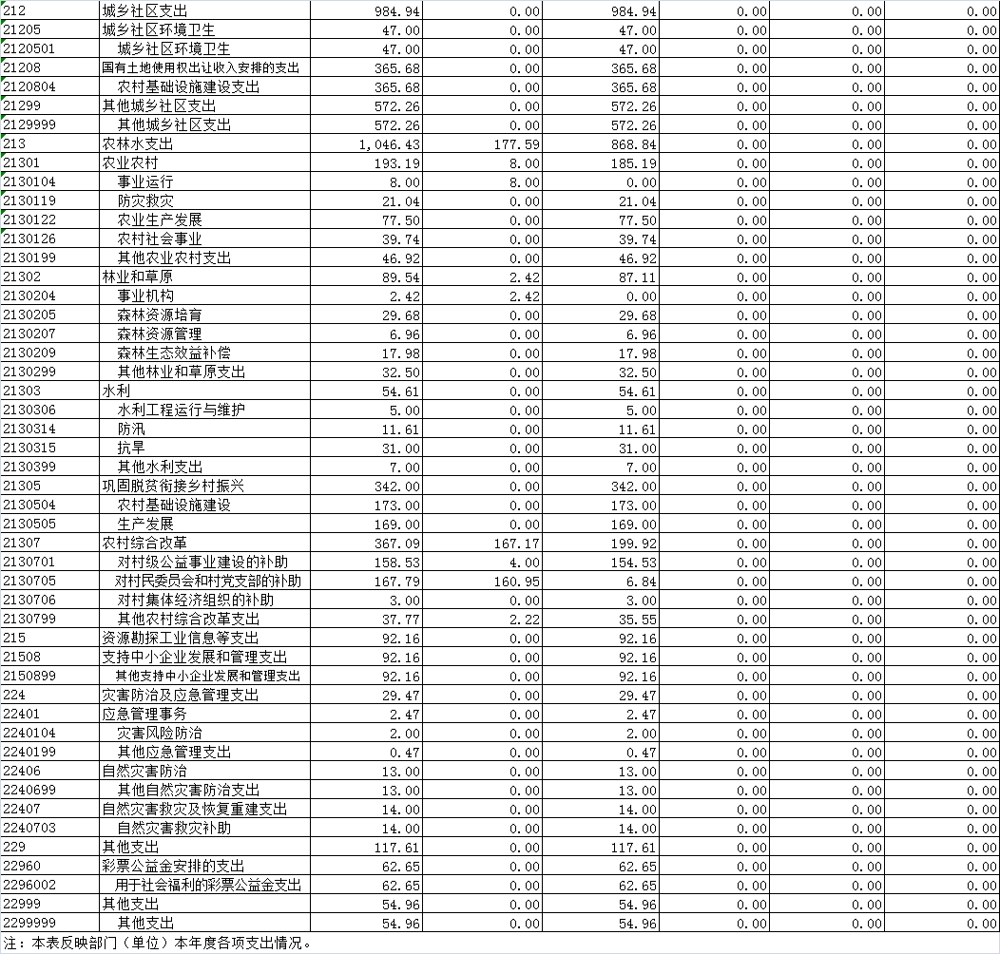 212 城乡社区支出 984.94 0.00 984.94 0.00 0.00 0.00
21205 城乡社区环境卫生 47.00 0.00 47.00 0.00 0.00 0.00
2120501 城乡社区环境卫生 47.00 0.00 47.00 0.00 0.00 0.00
21208 国有土地使用权出让收入安排的支出 365.68 0.00 365.68 0.00 0.00 0.00
2120804 农村基础设施建设支出 365.68 0.00 365.68 0.00 0.00 0.00
21299 其他城乡社区支出 572.26 0.00 572.26 0.00 0.00 0.00
2129999 其他城乡社区支出 572.26 0.00 572.26 0.00 0.00 0.00
213 农林水支出 1,046.43 177.59 868.84 0.00 0.00 0.00
21301 农业农村 193.19 8.00 185.19 0.00 0.00 0.00
2130104 事业运行 8.00 8.00 0.00 0.00 0.00 0.00
2130119 防灾救灾 21.04 0.00 21.04 0.00 0.00 0.00
2130122 农业生产发展 77.50 0.00 77.50 0.00 0.00 0.00
2130126 农村社会事业 39.74 0.00 39.74 0.00 0.00 0.00
2130199 其他农业农村支出 46.92 0.00 46.92 0.00 0.00 0.00
21302 林业和草原 89.54 2.42 87.11 0.00 0.00 0.00
2130204 事业机构 2.42 2.42 0.00 0.00 0.00 0.00
2130205 森林资源培育 29.68 0.00 29.68 0.00 0.00 0.00
2130207 森林资源管理 6.96 0.00 6.96 0.00 0.00 0.00
2130209 森林生态效益补偿 17.98 0.00 17.98 0.00 0.00 0.00
2130299 其他林业和草原支出 32.50 0.00 32.50 0.00 0.00 0.00
21303 水利 54.61 0.00 54.61 0.00 0.00 0.00
2130306 水利工程运行与维护 5.00 0.00 5.00 0.00 0.00 0.00
2130314 防汛 11.61 0.00 11.61 0.00 0.00 0.00
2130315 抗旱 31.00 0.00 31.00 0.00 0.00 0.00
2130399 其他水利支出 7.00 0.00 7.00 0.00 0.00 0.00
21305 巩固脱贫衔接乡村振兴 342.00 0.00 342.00 0.00 0.00 0.00
2130504 农村基础设施建设 173.00 0.00 173.00 0.00 0.00 0.00
2130505 生产发展 169.00 0.00 169.00 0.00 0.00 0.00
21307 农村综合改革 367.09 167.17 199.92 0.00 0.00 0.00
2130701 对村级公益事业建设的补助 158.53 4.00 154.53 0.00 0.00 0.00
2130705 对村民委员会和村党支部的补助 167.79 160.95 6.84 0.00 0.00 0.00
2130706 对村集体经济组织的补助 3.00 0.00 3.00 0.00 0.00 0.00
2130799 其他农村综合改革支出 37.77 2.22 35.55 0.00 0.00 0.00
215 资源勘探工业信息等支出 92.16 0.00 92.16 0.00 0.00 0.00
21508 支持中小企业发展和管理支出 92.16 0.00 92.16 0.00 0.00 0.00
2150899 其他支持中小企业发展和管理支出 92.16 0.00 92.16 0.00 0.00 0.00
224 灾害防治及应急管理支出 29.47 0.00 29.47 0.00 0.00 0.00
22401 应急管理事务 2.47 0.00 2.47 0.00 0.00 0.00
2240104 灾害风险防治 2.00 0.00 2.00 0.00 0.00 0.00
2240199 其他应急管理支出 0.47 0.00 0.47 0.00 0.00 0.00
22406 自然灾害防治 13.00 0.00 13.00 0.00 0.00 0.00
2240699 其他自然灾害防治支出 13.00 0.00 13.00 0.00 0.00 0.00
22407 自然灾害救灾及恢复重建支出 14.00 0.00 14.00 0.00 0.00 0.00
2240703 自然灾害救灾补助 14.00 0.00 14.00 0.00 0.00 0.00
229 其他支出 117.61 0.00 117.61 0.00 0.00 0.00
22960 彩票公益金安排的支出 62.65 0.00 62.65 0.00 0.00 0.00
2296002 用于社会福利的彩票公益金支出 62.65 0.00 62.65 0.00 0.00 0.00
22999 其他支出 54.96 0.00 54.96 0.00 0.00 0.00
2299999 其他支出 54.96 0.00 54.96 0.00 0.00 0.00
注：本表反映部门（单位）本年度各项支出情况。